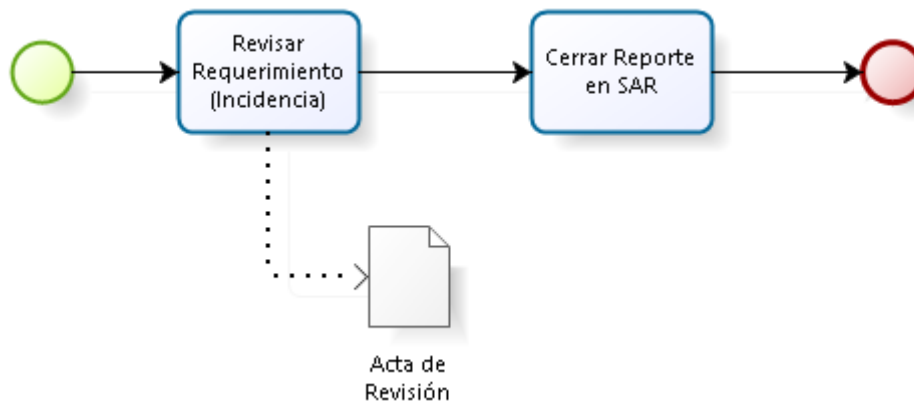 Revisar
Requerimiento
(Incidencia)
Cerrar Reporte
en SAR
Acta de
Revisión